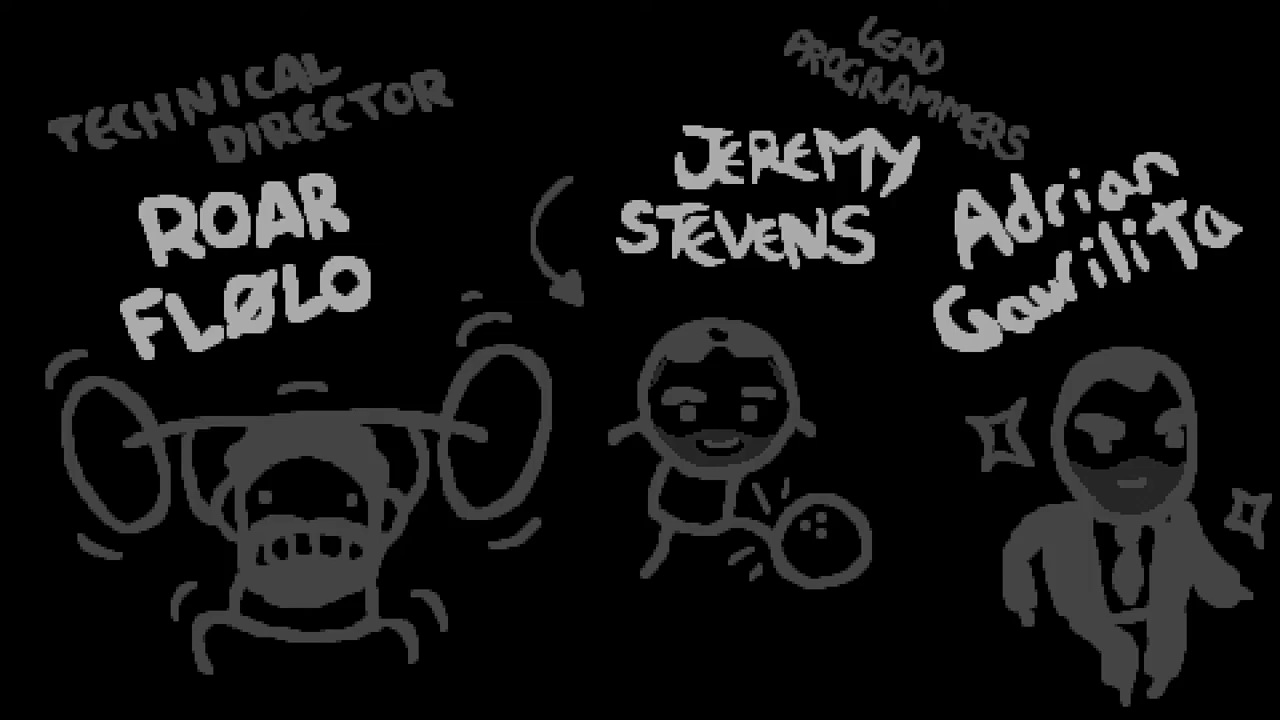 TECHNICAL
DIRECTOR
ROAR
FLØLO
LEAD
PROGRAMMERS
JEREMY
STEVENS
Adrian
Gavrilita